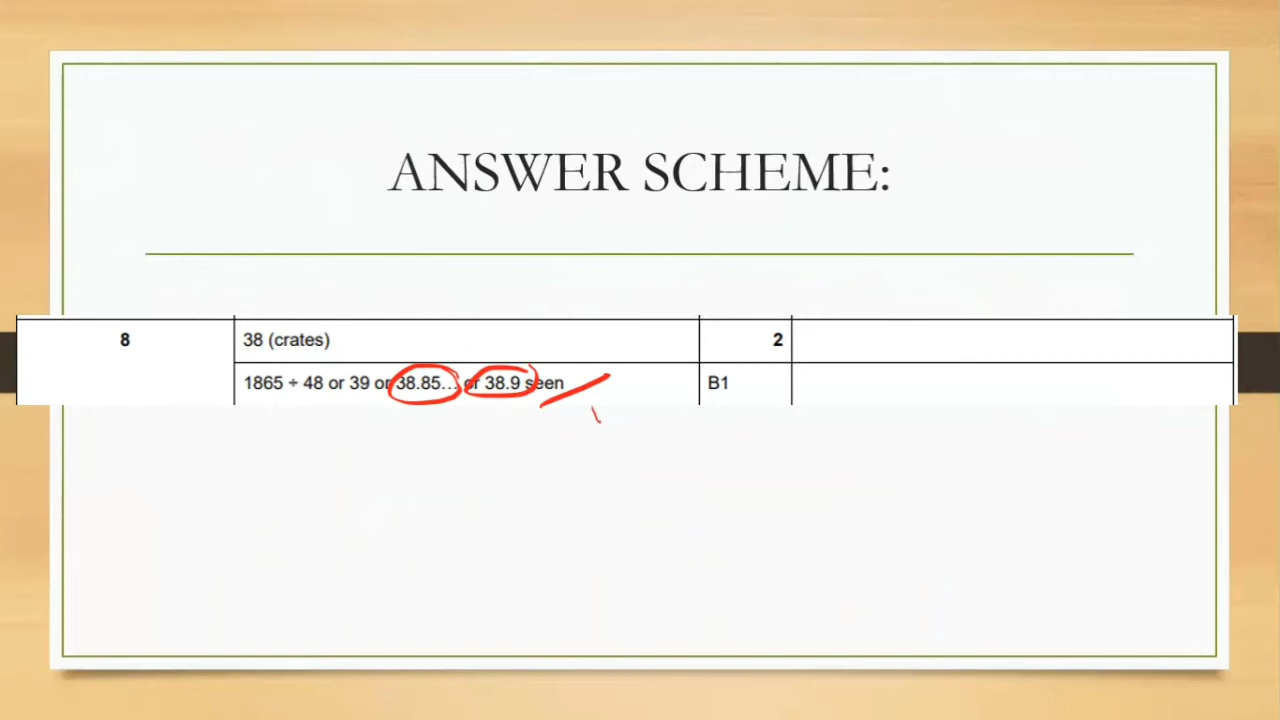 ANSWER SCHEME:
8 38 (crates) 2
1865 ÷ 48 or 39 or 38.85… or 38.9 seen B1